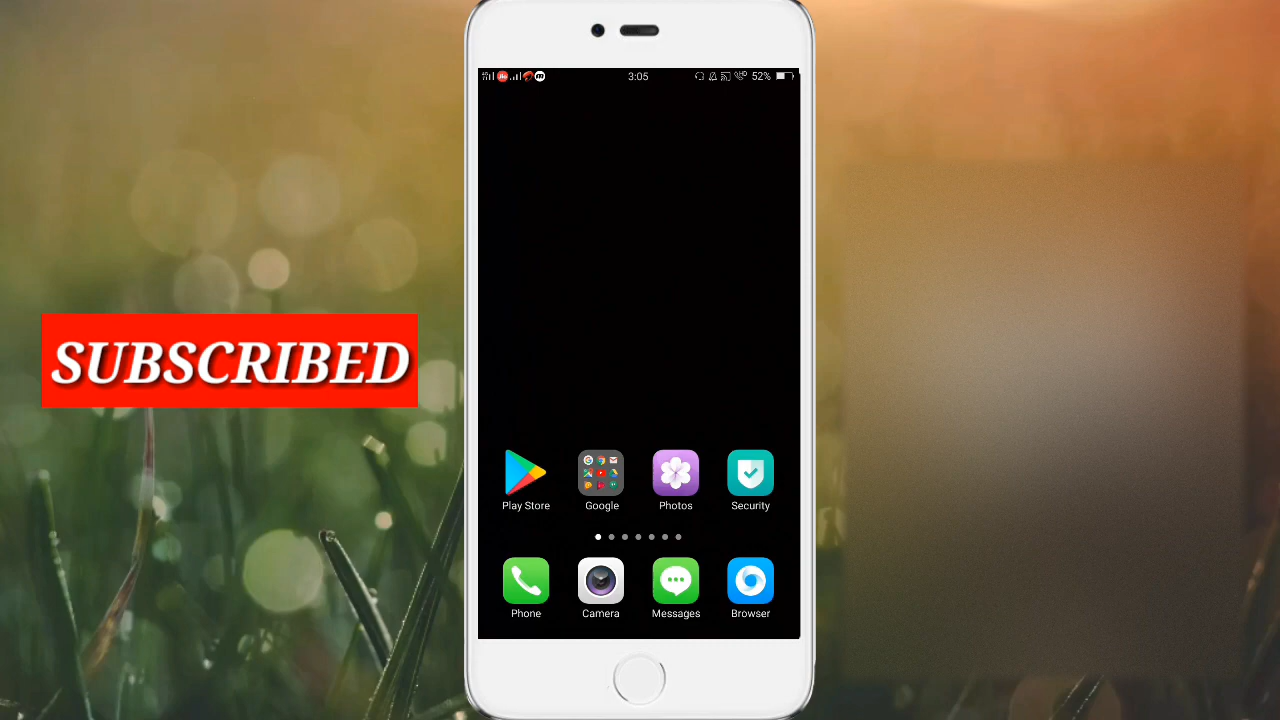 3:05
52%
SUBSCRIBED
Play Store
Google
Photos
Security
Phone
Camera
Messages
Browser